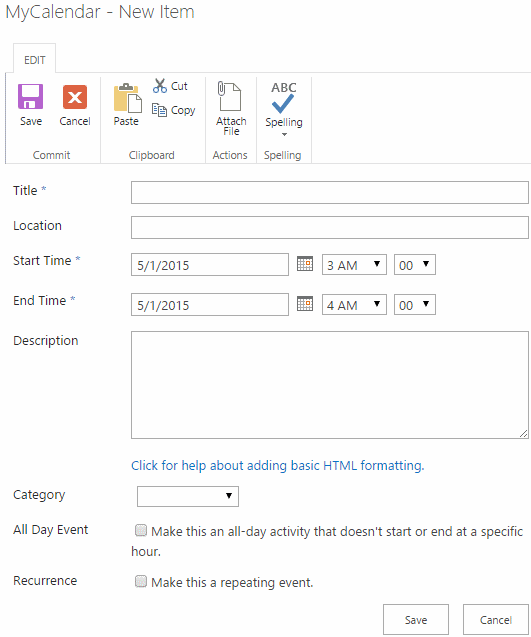 MyCalendar - New Item
EDIT
Save
Cancel
Paste
Cut
Copy
Attach
File
ABC
Spelling
Commit
Clipboard
Actions
Spelling
Title *
Location
Start Time * 5/1/2015 3 AM 00
End Time * 5/1/2015 4 AM 00
Description
Click for help about adding basic HTML formatting.
Category
All Day Event Make this an all-day activity that doesn't start or end at a specific
hour.
Recurrence Make this a repeating event.
Save Cancel